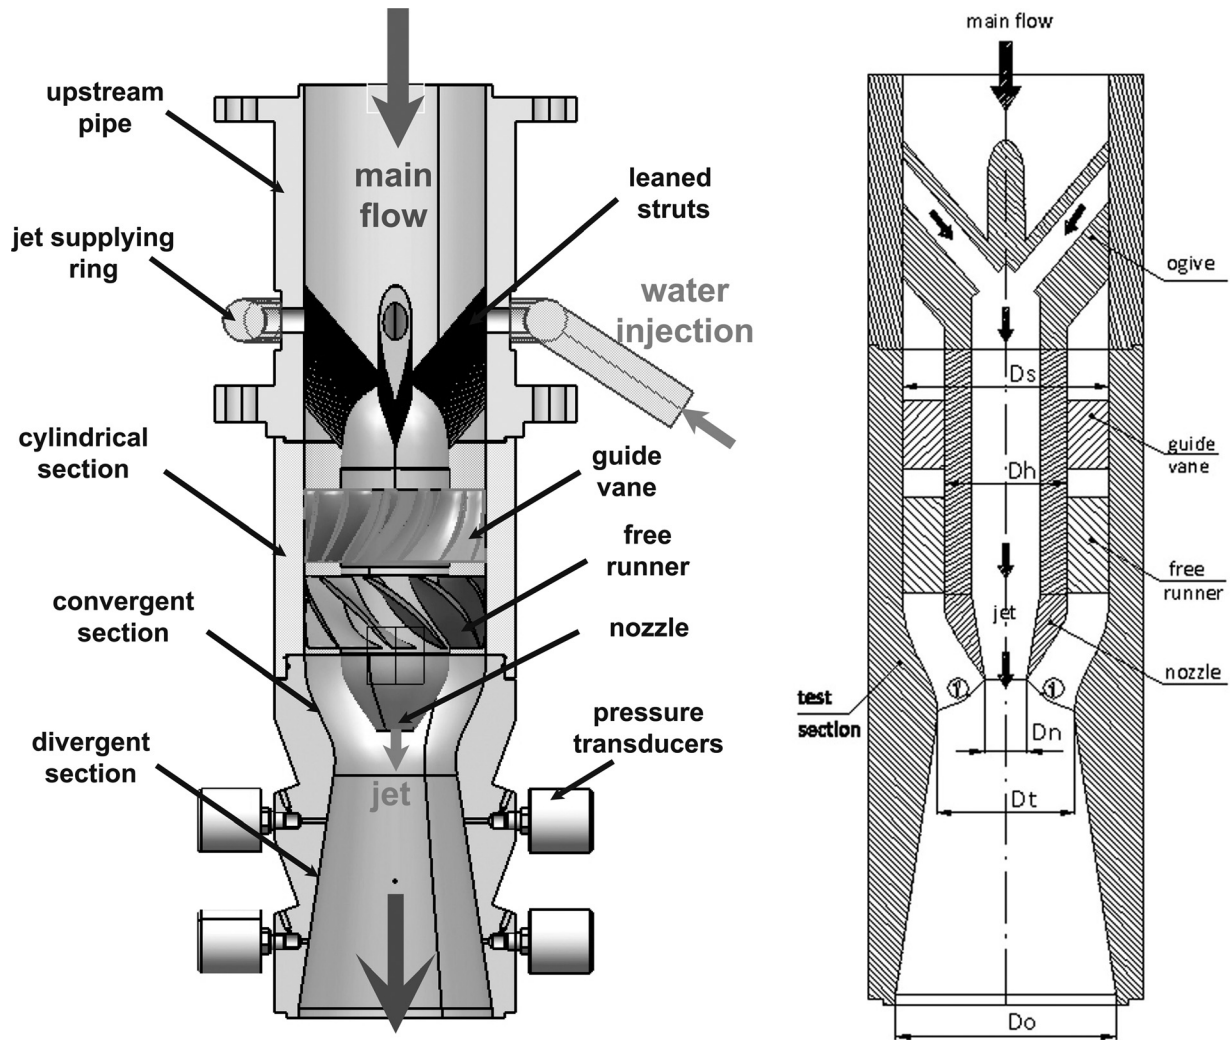 upstream
pipe
main
flow
leaned
struts
jet supplying
ring
water
injection
cylindrical
section
guide
vane
free
runner
convergent
section
nozzle
divergent
section
pressure
transducers
jet
main flow
ogive
Ds
guide
vane
Dh
free
runner
jet
nozzle
test
section
1
1
Dn
Dt
Do